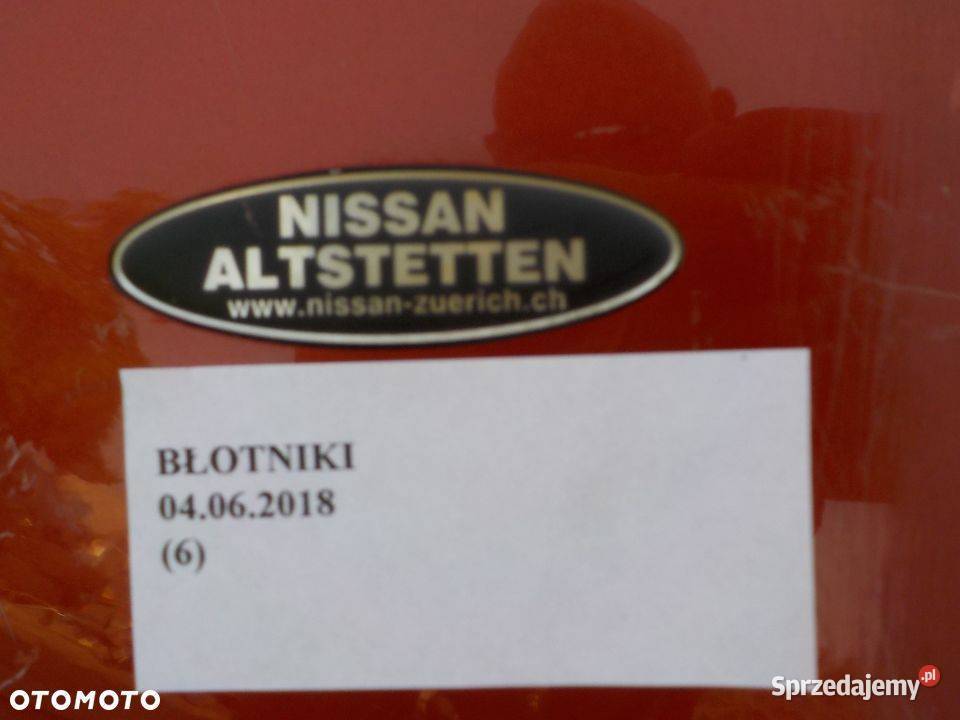 NISSAN
ALTSTETTEN
www.nissan-zuerich.ch
BŁOTNIKI
04.06.2018
(6)
OTOMOTO
Sprzedajemy.pl